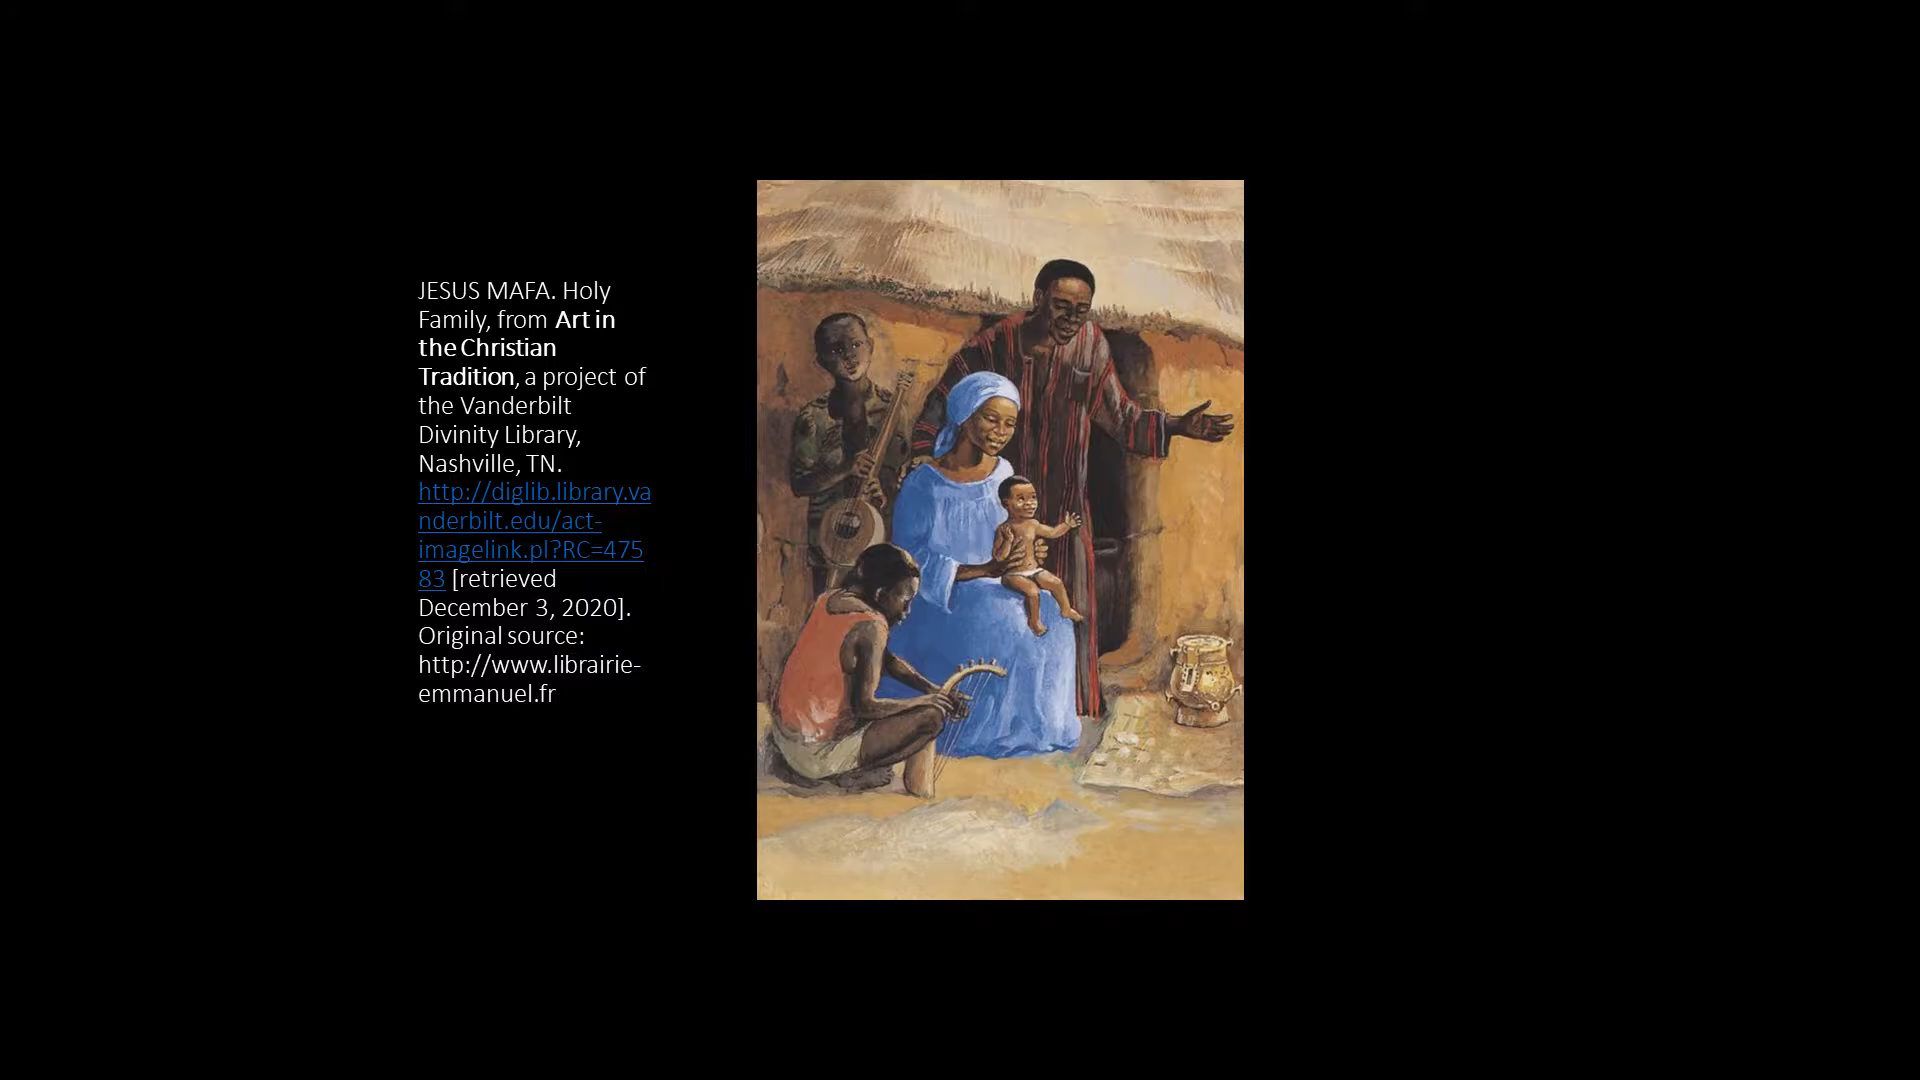 JESUS MAFA. Holy
Family, from Art in
the Christian
Tradition, a project of
the Vanderbilt
Divinity Library,
Nashville, TN.
http://diglib.library.va
nderbilt.edu/act-
imagelink.pl?RC=475
83 [retrieved
December 3, 2020].
Original source:
http://www.librairie-
emmanuel.fr